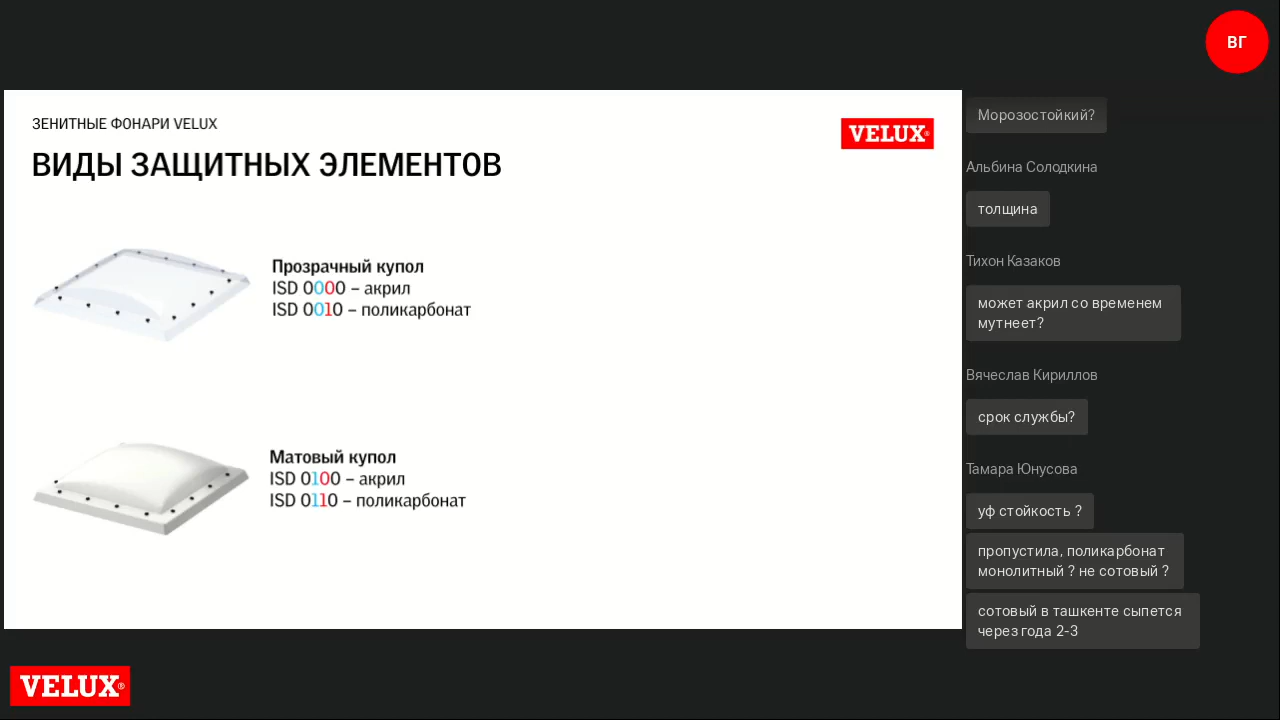 ВГ
ЗЕНИТНЫЕ ФОНАРИ VELUX
VELUX®
ВИДЫ ЗАЩИТНЫХ ЭЛЕМЕНТОВ
Прозрачный купол
ISD 0000 – акрил
ISD 0010 – поликарбонат
Матовый купол
ISD 0100 – акрил
ISD 0110 – поликарбонат
Морозостойкий?
Альбина Солодкина
толщина
Тихон Казаков
может акрил со временем
мутнеет?
Вячеслав Кириллов
срок службы?
Тамара Юнусова
уф стойкость ?
пропустила, поликарбонат
монолитный ? не сотовый ?
сотовый в ташкенте сыпется
через года 2-3
VELUX®